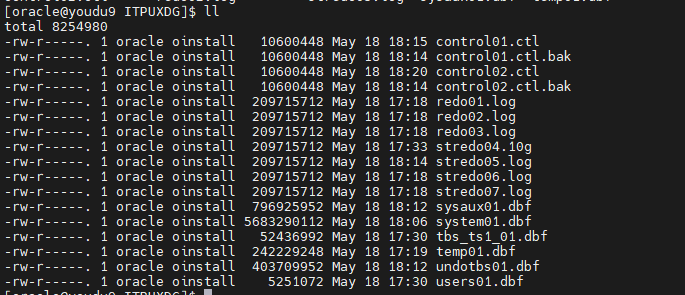 [oracle@youdu9 ITPUXDG]$ ll
total 8254980
-rw-r-----. 1 oracle oinstall   10600448 May 18 18:15 control01.ctl
-rw-r-----. 1 oracle oinstall   10600448 May 18 18:14 control01.ctl.bak
-rw-r-----. 1 oracle oinstall   10600448 May 18 18:20 control02.ctl
-rw-r-----. 1 oracle oinstall   10600448 May 18 18:14 control02.ctl.bak
-rw-r-----. 1 oracle oinstall  209715712 May 18 17:18 redo01.log
-rw-r-----. 1 oracle oinstall  209715712 May 18 17:18 redo02.log
-rw-r-----. 1 oracle oinstall  209715712 May 18 17:18 redo03.log
-rw-r-----. 1 oracle oinstall  209715712 May 18 17:33 stredo04.10g
-rw-r-----. 1 oracle oinstall  209715712 May 18 18:14 stredo05.log
-rw-r-----. 1 oracle oinstall  209715712 May 18 17:18 stredo06.log
-rw-r-----. 1 oracle oinstall  209715712 May 18 17:18 stredo07.log
-rw-r-----. 1 oracle oinstall  796925952 May 18 18:12 sysaux01.dbf
-rw-r-----. 1 oracle oinstall 5683290112 May 18 18:06 system01.dbf
-rw-r-----. 1 oracle oinstall   52436992 May 18 17:30 tbs_ts1_01.dbf
-rw-r-----. 1 oracle oinstall  242229248 May 18 17:19 temp01.dbf
-rw-r-----. 1 oracle oinstall  403709952 May 18 18:12 undotbs01.dbf
-rw-r-----. 1 oracle oinstall    5251072 May 18 17:30 users01.dbf
[oracle@youdu9 ITPUXDG]$